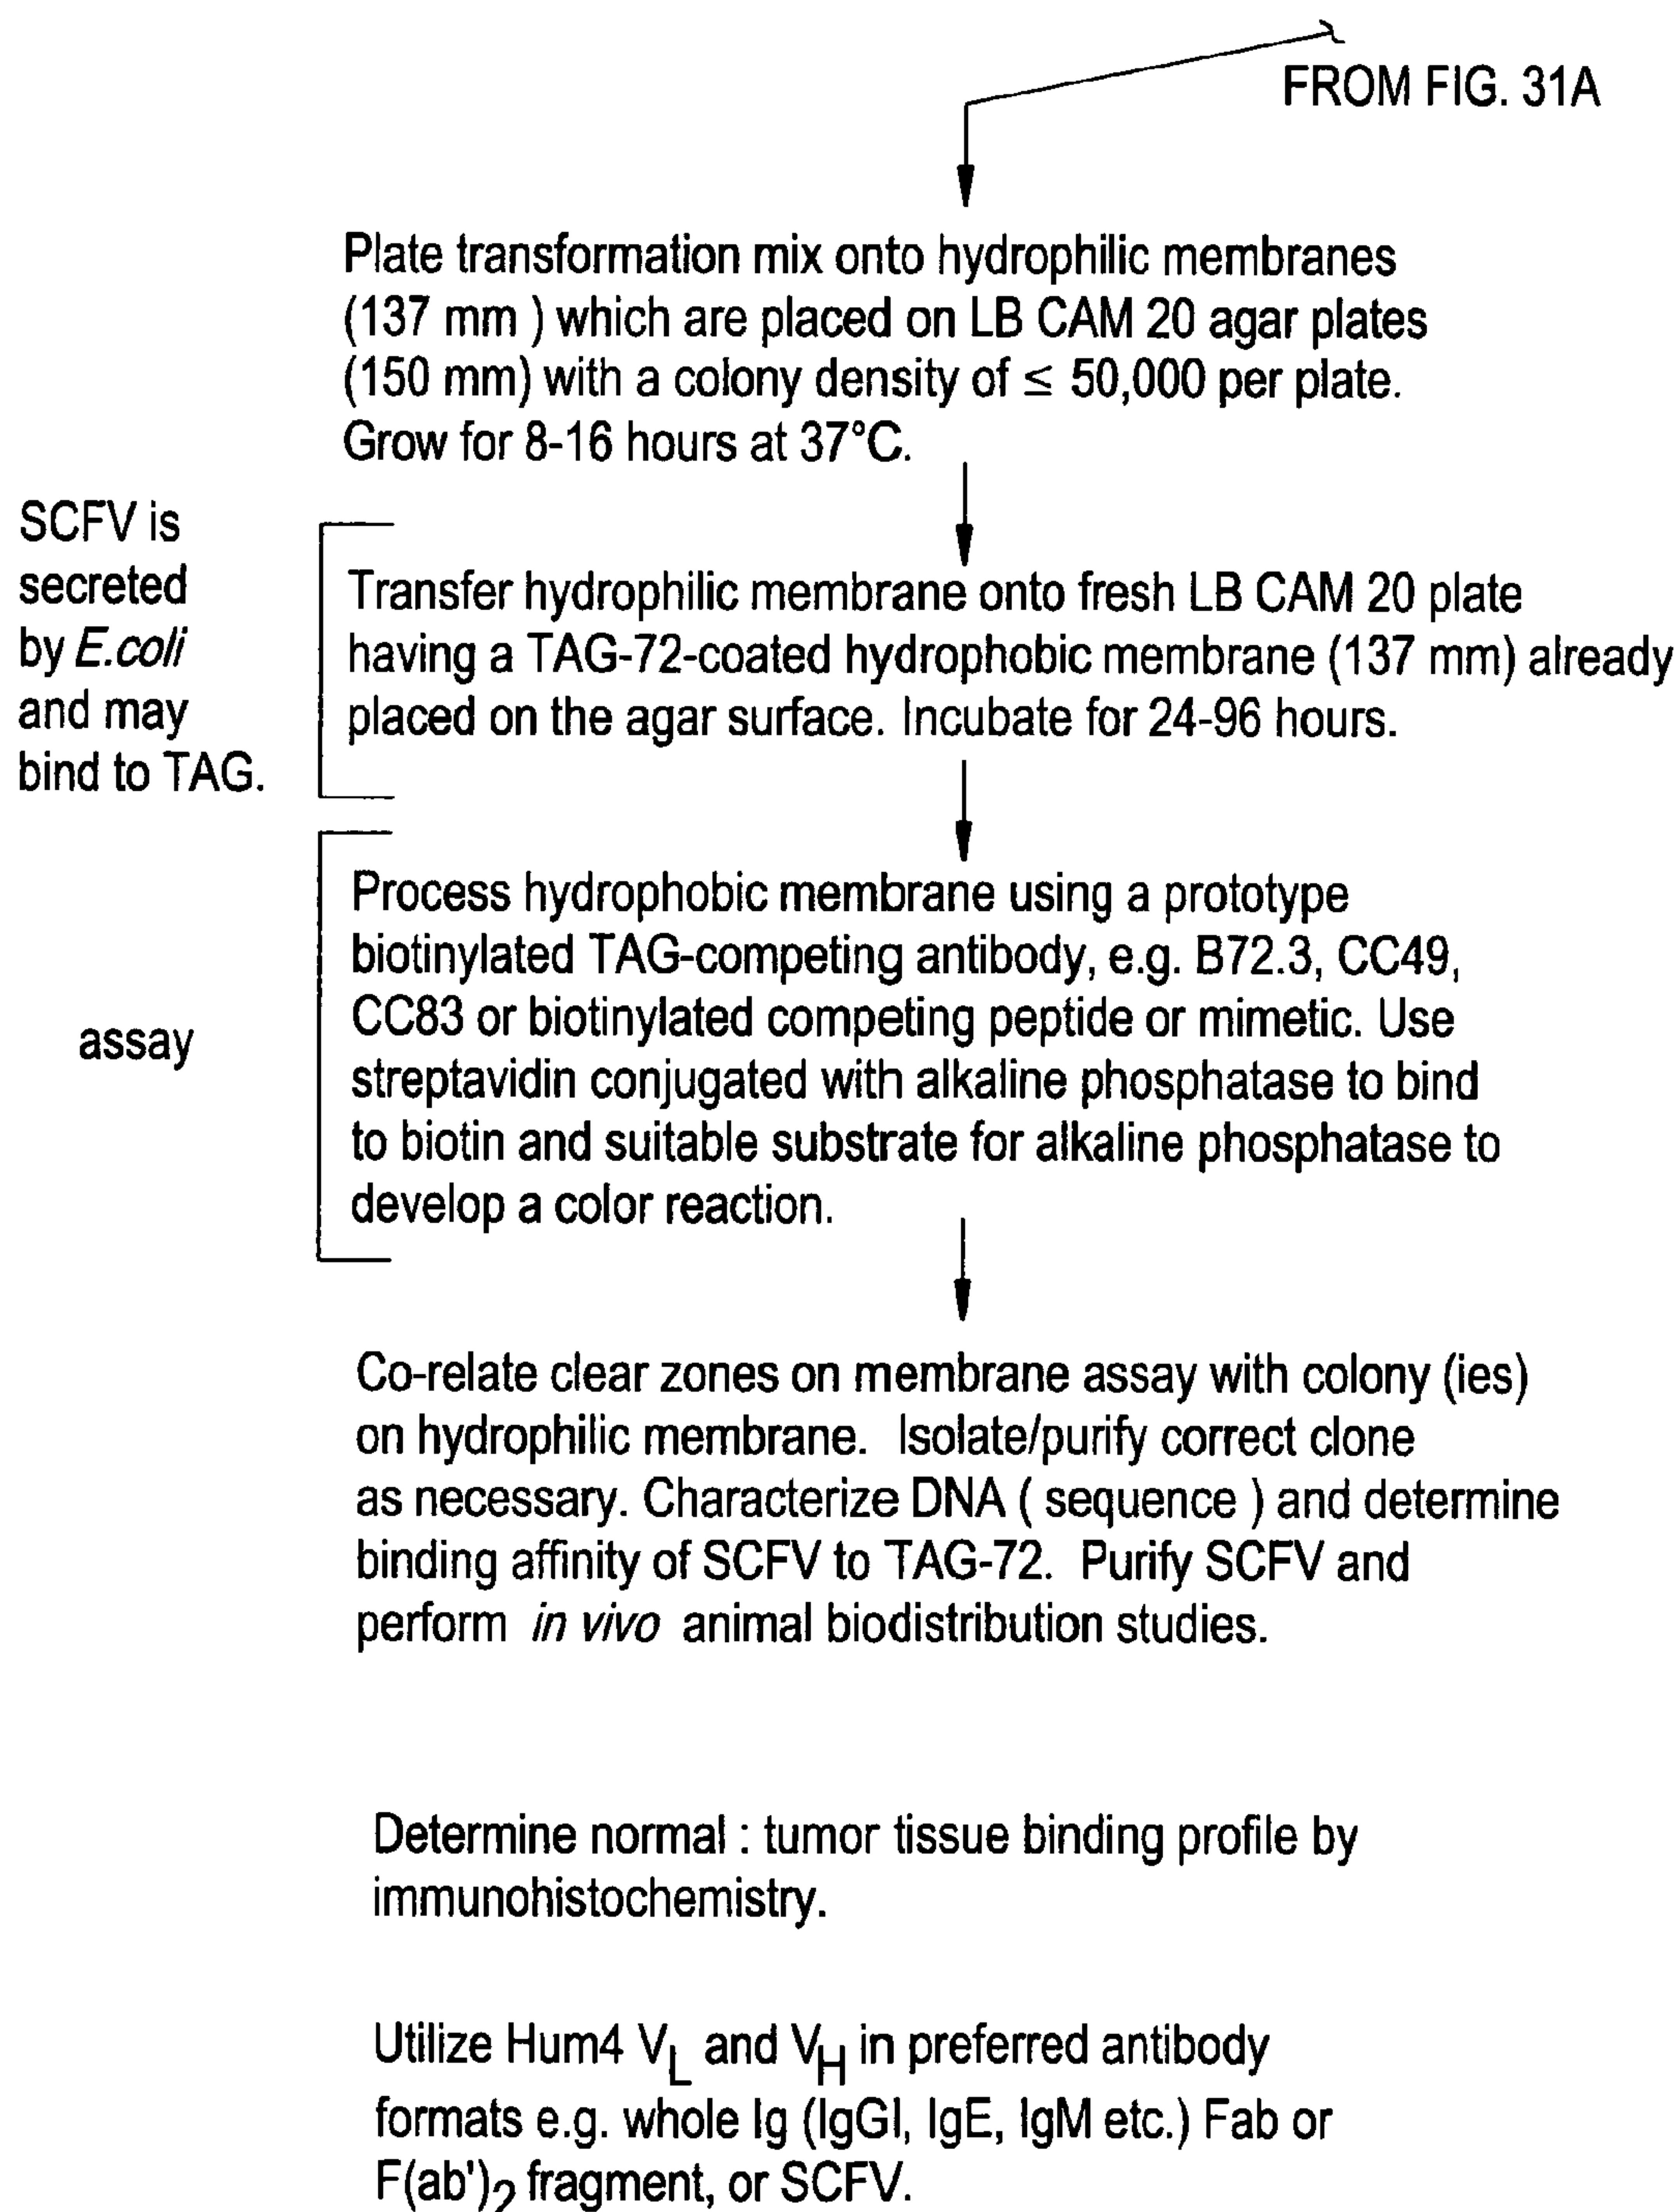 FROM FIG. 31A
Plate transformation mix onto hydrophilic membranes
(137 mm ) which are placed on LB CAM 20 agar plates
(150 mm) with a colony density of ≤ 50,000 per plate.
Grow for 8-16 hours at 37°C.
SCFV is
secreted
by E.coli
and may
bind to TAG.
Transfer hydrophilic membrane onto fresh LB CAM 20 plate
having a TAG-72-coated hydrophobic membrane (137 mm) already
placed on the agar surface. Incubate for 24-96 hours.
assay
Process hydrophobic membrane using a prototype
biotinylated TAG-competing antibody, e.g. B72.3, CC49,
CC83 or biotinylated competing peptide or mimetic. Use
streptavidin conjugated with alkaline phosphatase to bind
to biotin and suitable substrate for alkaline phosphatase to
develop a color reaction.
Co-relate clear zones on membrane assay with colony (ies)
on hydrophilic membrane. Isolate/purify correct clone
as necessary. Characterize DNA ( sequence ) and determine
binding affinity of SCFV to TAG-72. Purify SCFV and
perform in vivo animal biodistribution studies.
Determine normal : tumor tissue binding profile by
immunohistochemistry.
Utilize Hum4 V_L and V_H in preferred antibody
formats e.g. whole Ig (IgGI, IgE, IgM etc.) Fab or
F(ab')₂ fragment, or SCFV.